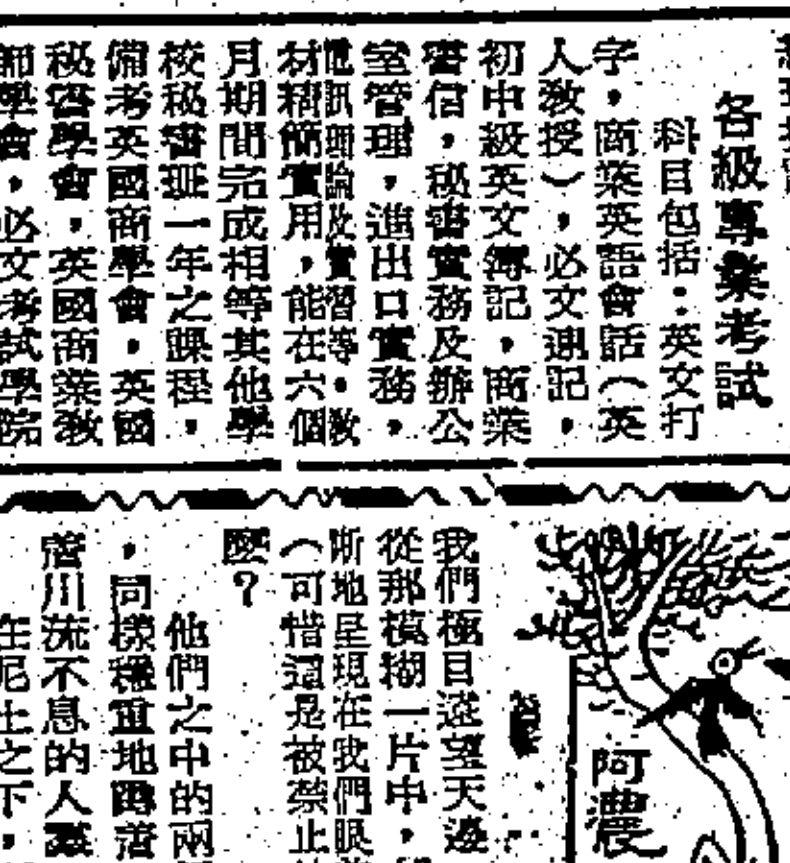 各級專業考試
科目包括：英文打
字，商業英語會話（英
人教授），必文速記，
初中級英文簿記，商業
書信，秘書實務及辦公
室管理，進出口實務，
電訊理論及實習等。教
材精簡實用，能在六個
月期間完成相等其他學
校秘書班一年之課程，
備考英國商學會，英國
秘書學會，英國商業教
師學會，必文考試學院
阿濃
我們極目遠望天邊
從那模糊一片中，
晰地呈現在我們眼
（可惜這是被禁止
麼？
他們之中的兩
，同樣穩重地踏着
着川流不息的人羣
在泥土之下，